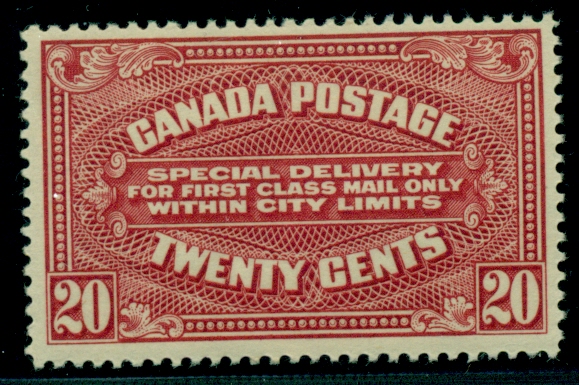 CANADA POSTAGE
SPECIAL DELIVERY
FOR FIRST CLASS MAIL ONLY
WITHIN CITY LIMITS
TWENTY CENTS
20 20